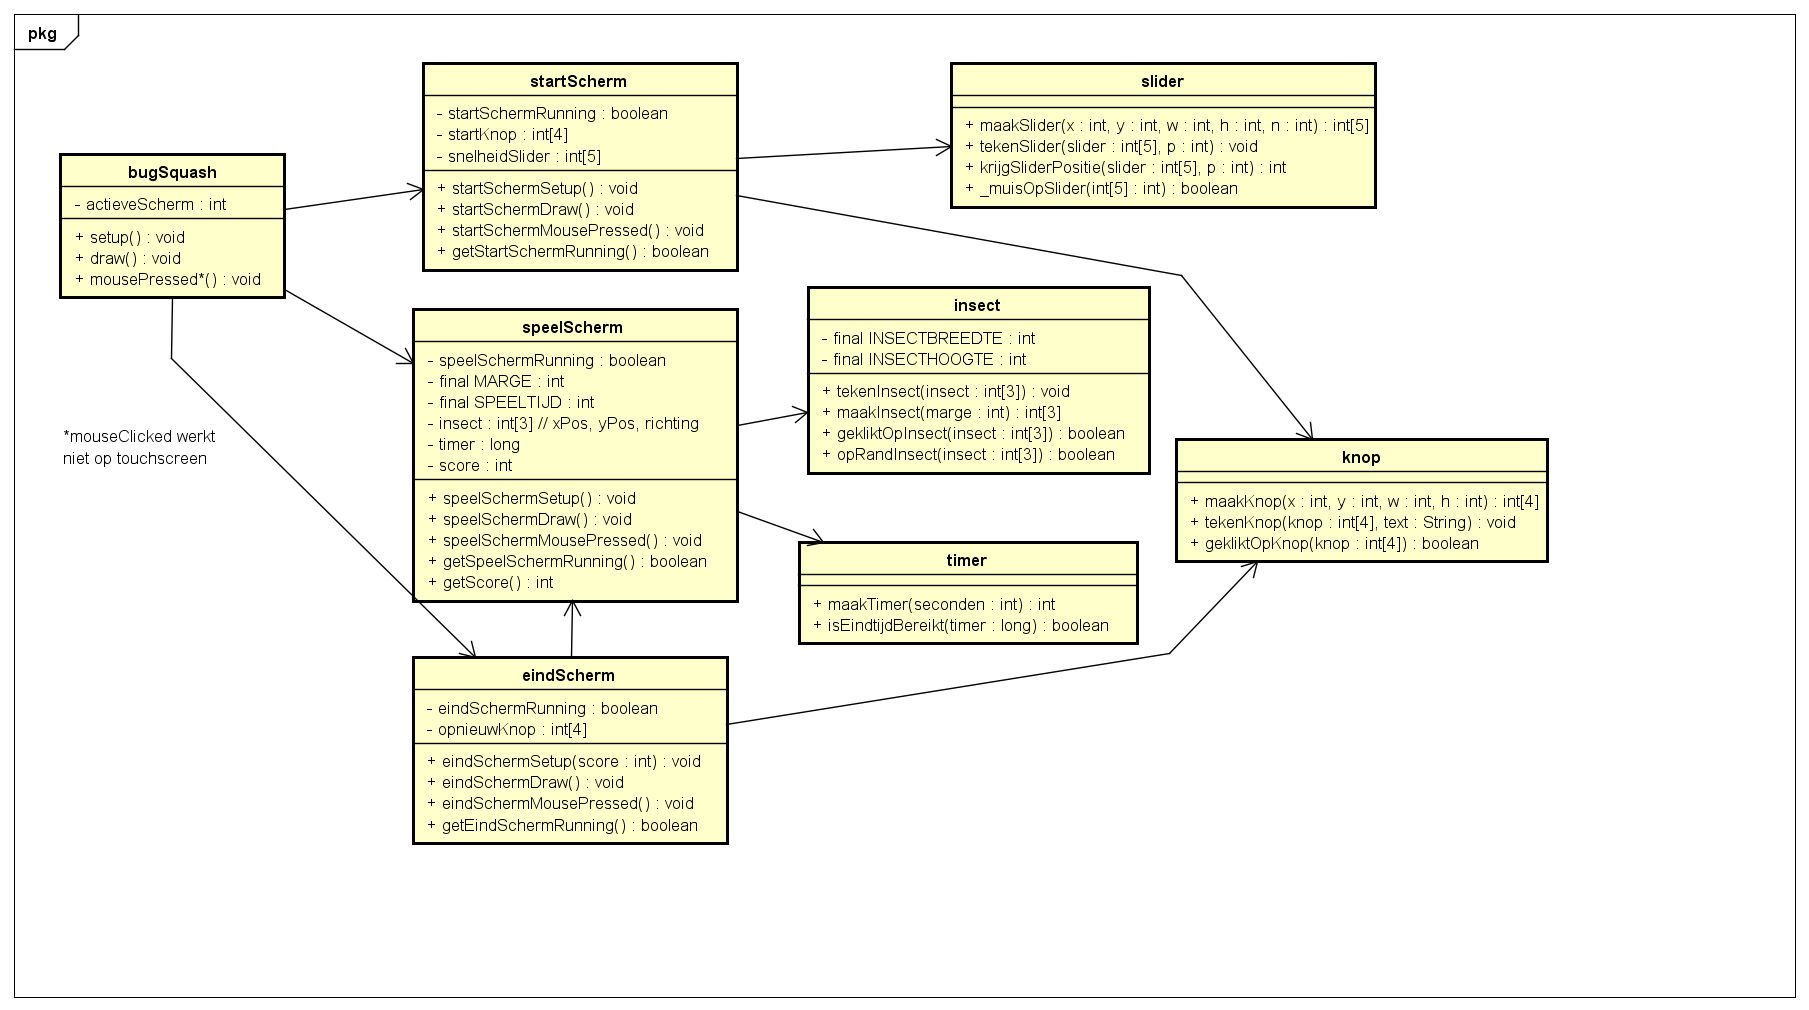 pkg
startScherm
- startSchermRunning : boolean
- startKnop : int[4]
- snelheidSlider : int[5]
+ startSchermSetup() : void
+ startSchermDraw() : void
+ startSchermMousePressed() : void
+ getStartSchermRunning() : boolean
slider
+ maakSlider(x : int, y : int, w : int, h : int, n : int) : int[5]
+ tekenSlider(slider : int[5], p : int) : void
+ krijgSliderPositie(slider : int[5], p : int) : int
+ _muisOpSlider(int[5] : int) : boolean
bugSquash
- actieveScherm : int
+ setup() : void
+ draw() : void
+ mousePressed*() : void
*mouseClicked werkt
niet op touchscreen
speelScherm
- speelSchermRunning : boolean
- final MARGE : int
- final SPEELTIJD : int
- insect : int[3] // xPos, yPos, richting
- timer : long
- score : int
+ speelSchermSetup() : void
+ speelSchermDraw() : void
+ speelSchermMousePressed() : void
+ getSpeelSchermRunning() : boolean
+ getScore() : int
insect
- final INSECTBREEDTE : int
- final INSECTHOOGTE : int
+ tekenInsect(insect : int[3]) : void
+ maakInsect(marge : int) : int[3]
+ gekliktOpInsect(insect : int[3]) : boolean
+ opRandInsect(insect : int[3]) : boolean
knop
+ maakKnop(x : int, y : int, w : int, h : int) : int[4]
+ tekenKnop(knop : int[4], text : String) : void
+ gekliktOpKnop(knop : int[4]) : boolean
timer
+ maakTimer(seconden : int) : int
+ isEindtijdBereikt(timer : long) : boolean
eindScherm
- eindSchermRunning : boolean
- opnieuwKnop : int[4]
+ eindSchermSetup(score : int) : void
+ eindSchermDraw() : void
+ eindSchermMousePressed() : void
+ getEindSchermRunning() : boolean